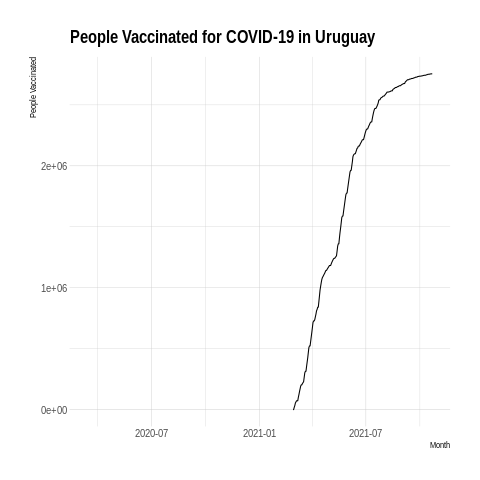 People Vaccinated for COVID-19 in Uruguay
People Vaccinated
2e+06
1e+06
0e+00
2020-07 2021-01 2021-07
Month